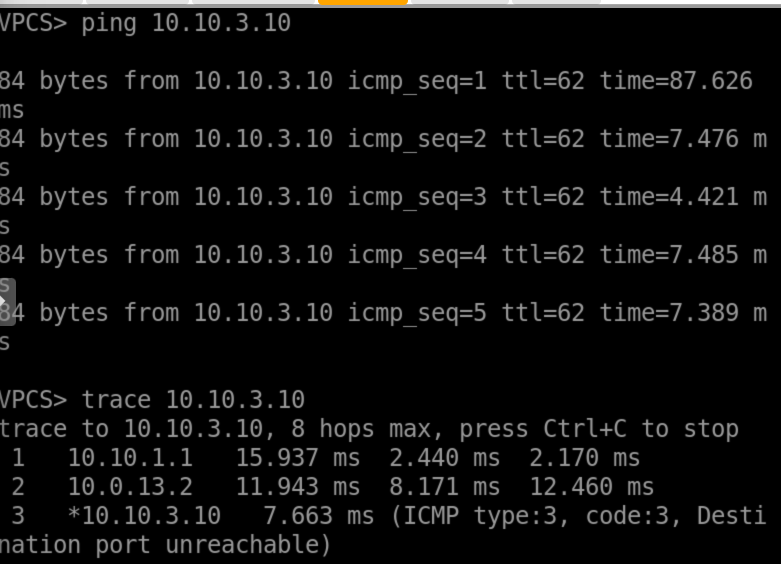 VPCS> ping 10.10.3.10
84 bytes from 10.10.3.10 icmp_seq=1 ttl=62 time=87.626
ms
84 bytes from 10.10.3.10 icmp_seq=2 ttl=62 time=7.476 m
s
84 bytes from 10.10.3.10 icmp_seq=3 ttl=62 time=4.421 m
s
84 bytes from 10.10.3.10 icmp_seq=4 ttl=62 time=7.485 m
s
84 bytes from 10.10.3.10 icmp_seq=5 ttl=62 time=7.389 m
s
VPCS> trace 10.10.3.10
trace to 10.10.3.10, 8 hops max, press Ctrl+C to stop
1 10.10.1.1 15.937 ms 2.440 ms 2.170 ms
2 10.0.13.2 11.943 ms 8.171 ms 12.460 ms
3 *10.10.3.10 7.663 ms (ICMP type:3, code:3, Desti
nation port unreachable)